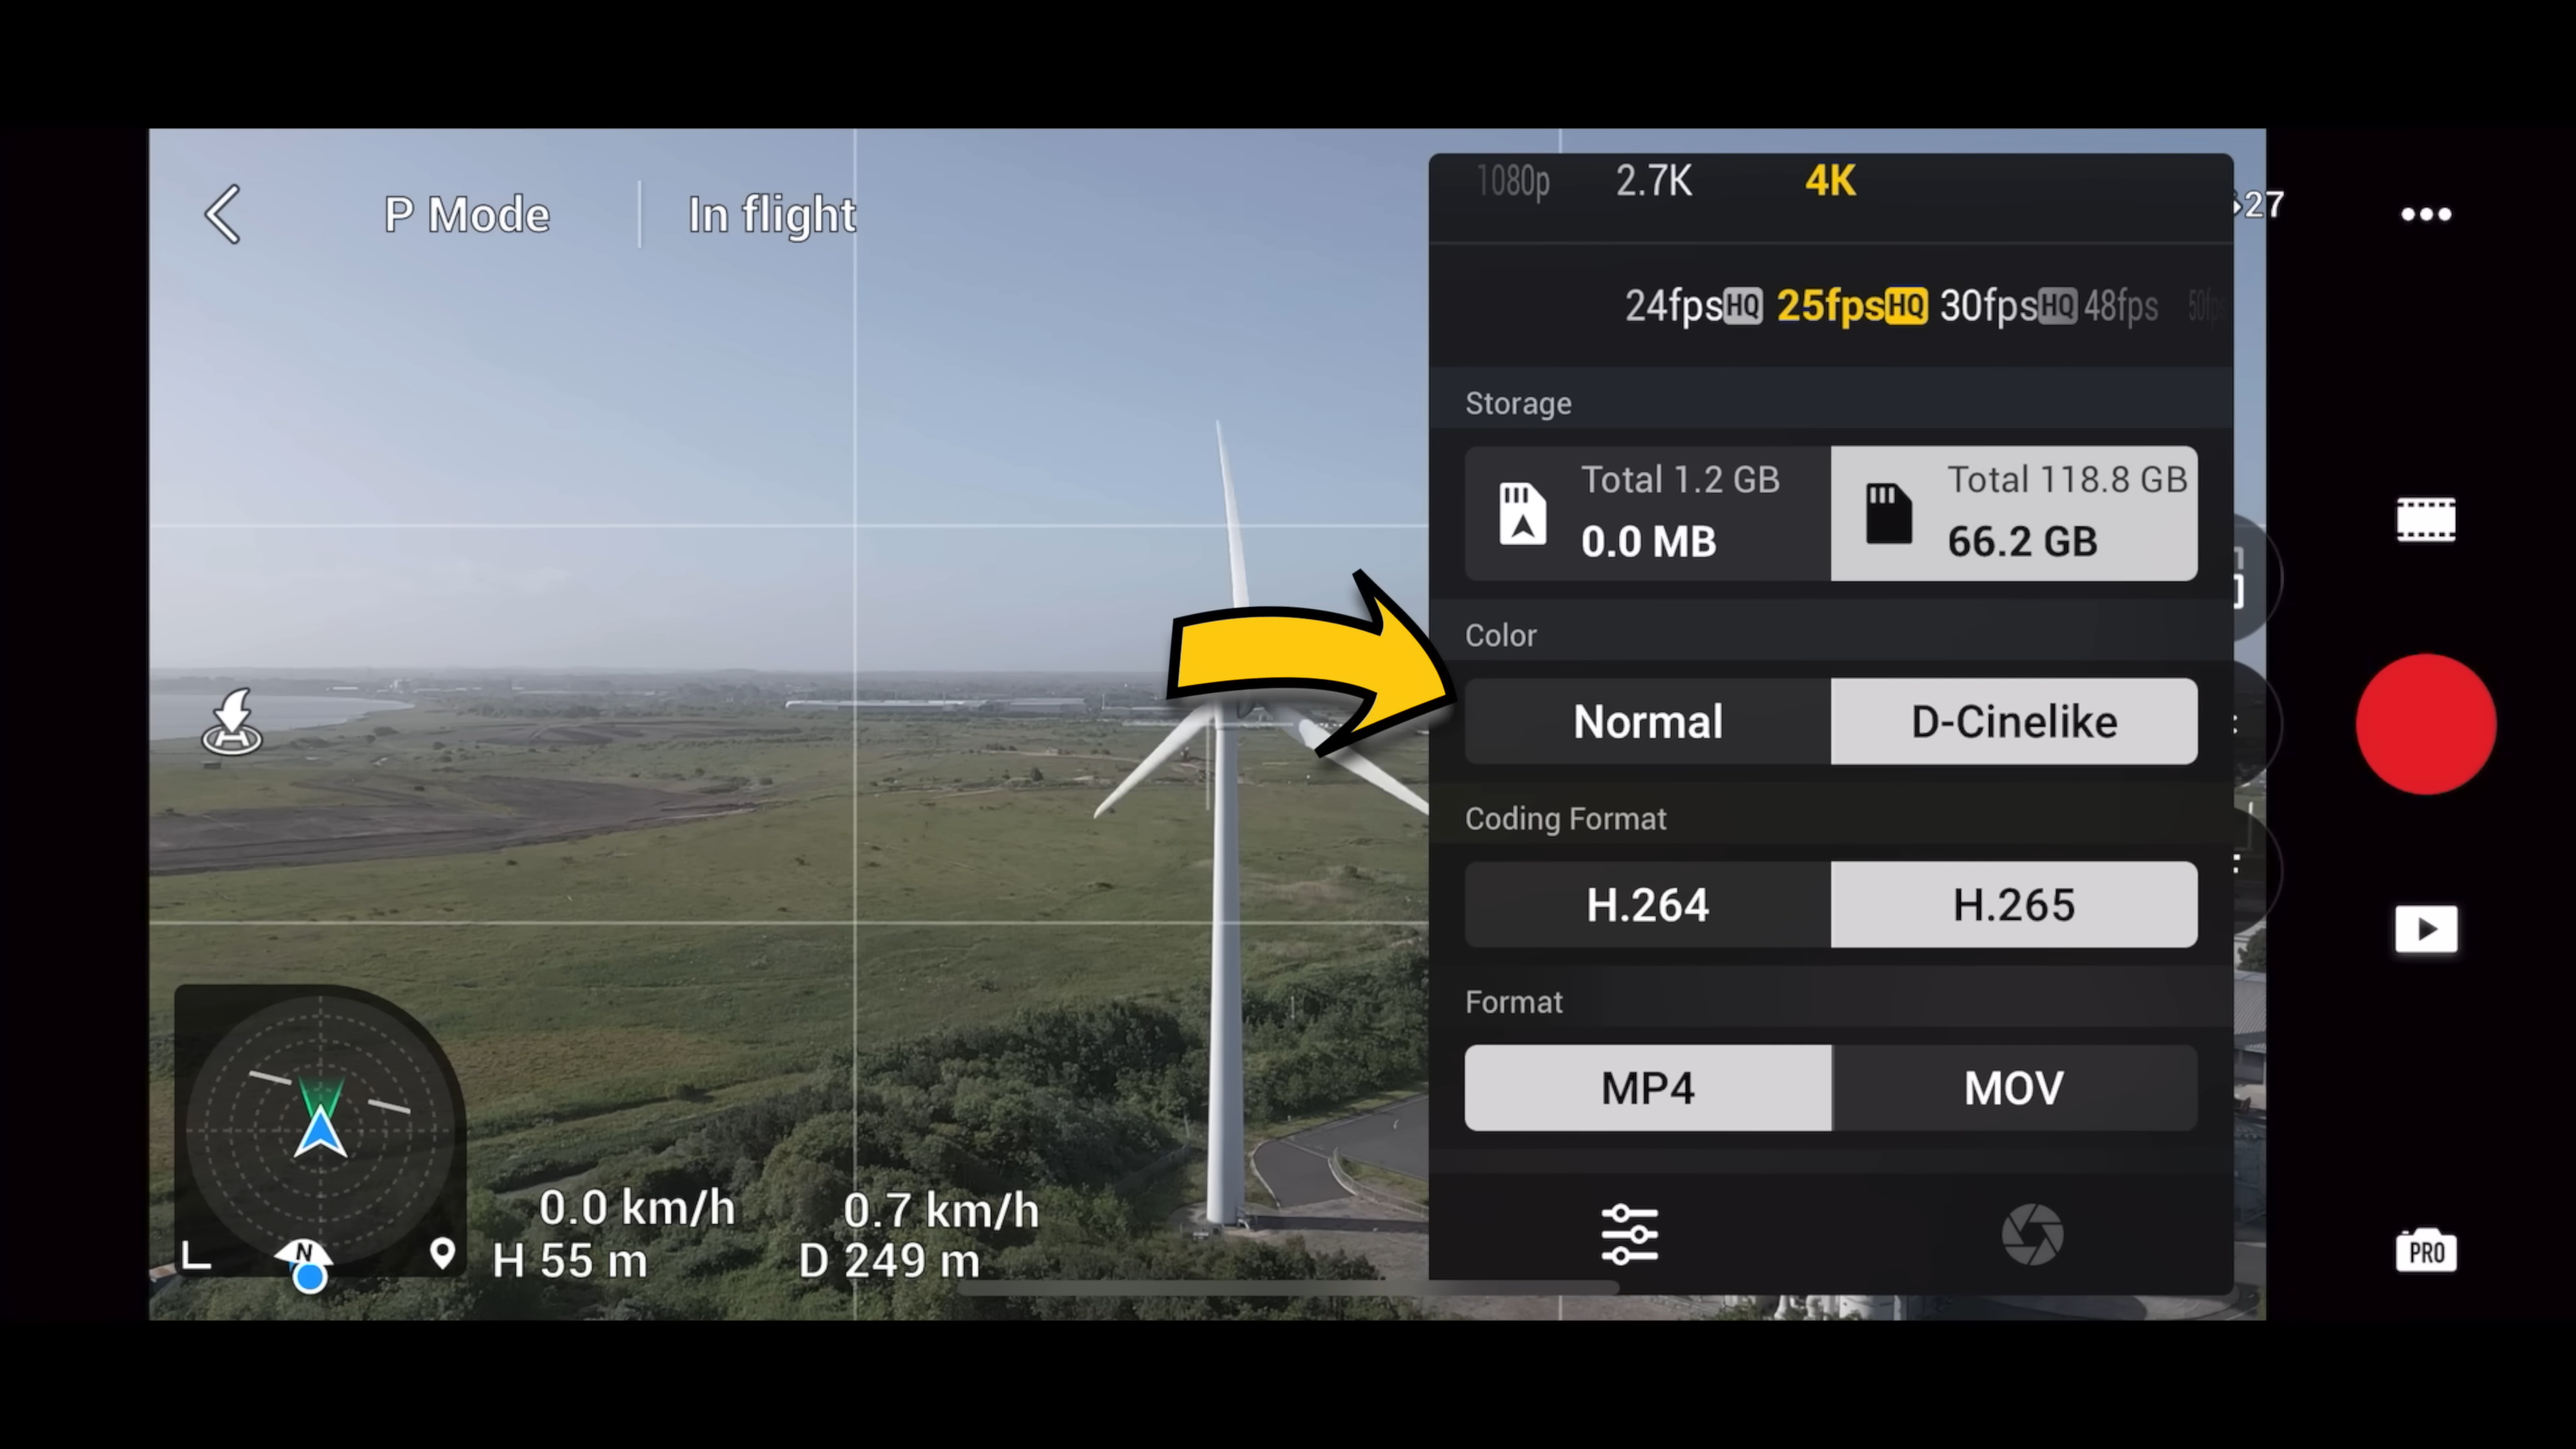 P Mode
In flight
27
1080p 2.7K 4K
24fps HQ 25fps HQ 30fps HQ 48fps 50fp
Storage
Total 1.2 GB
0.0 MB
Total 118.8 GB
66.2 GB
Color
Normal D-Cinelike
Coding Format
H.264 H.265
Format
MP4 MOV
N
0.0 km/h 0.7 km/h
H 55 m D 249 m
PRO